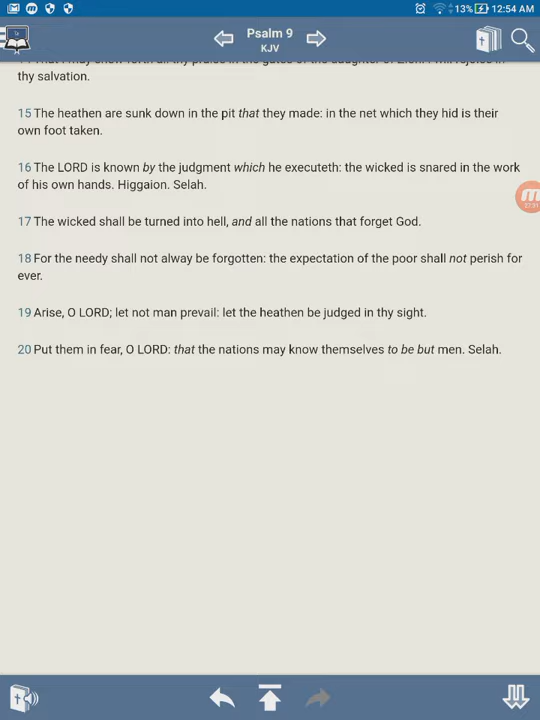 13% 12:54 AM
Psalm 9
KJV
thy salvation.
15 The heathen are sunk down in the pit that they made: in the net which they hid is their
own foot taken.
16 The LORD is known by the judgment which he executeth: the wicked is snared in the work
of his own hands. Higgaion. Selah.
17 The wicked shall be turned into hell, and all the nations that forget God.
18 For the needy shall not alway be forgotten: the expectation of the poor shall not perish for
ever.
19 Arise, O LORD; let not man prevail: let the heathen be judged in thy sight.
20 Put them in fear, O LORD: that the nations may know themselves to be but men. Selah.